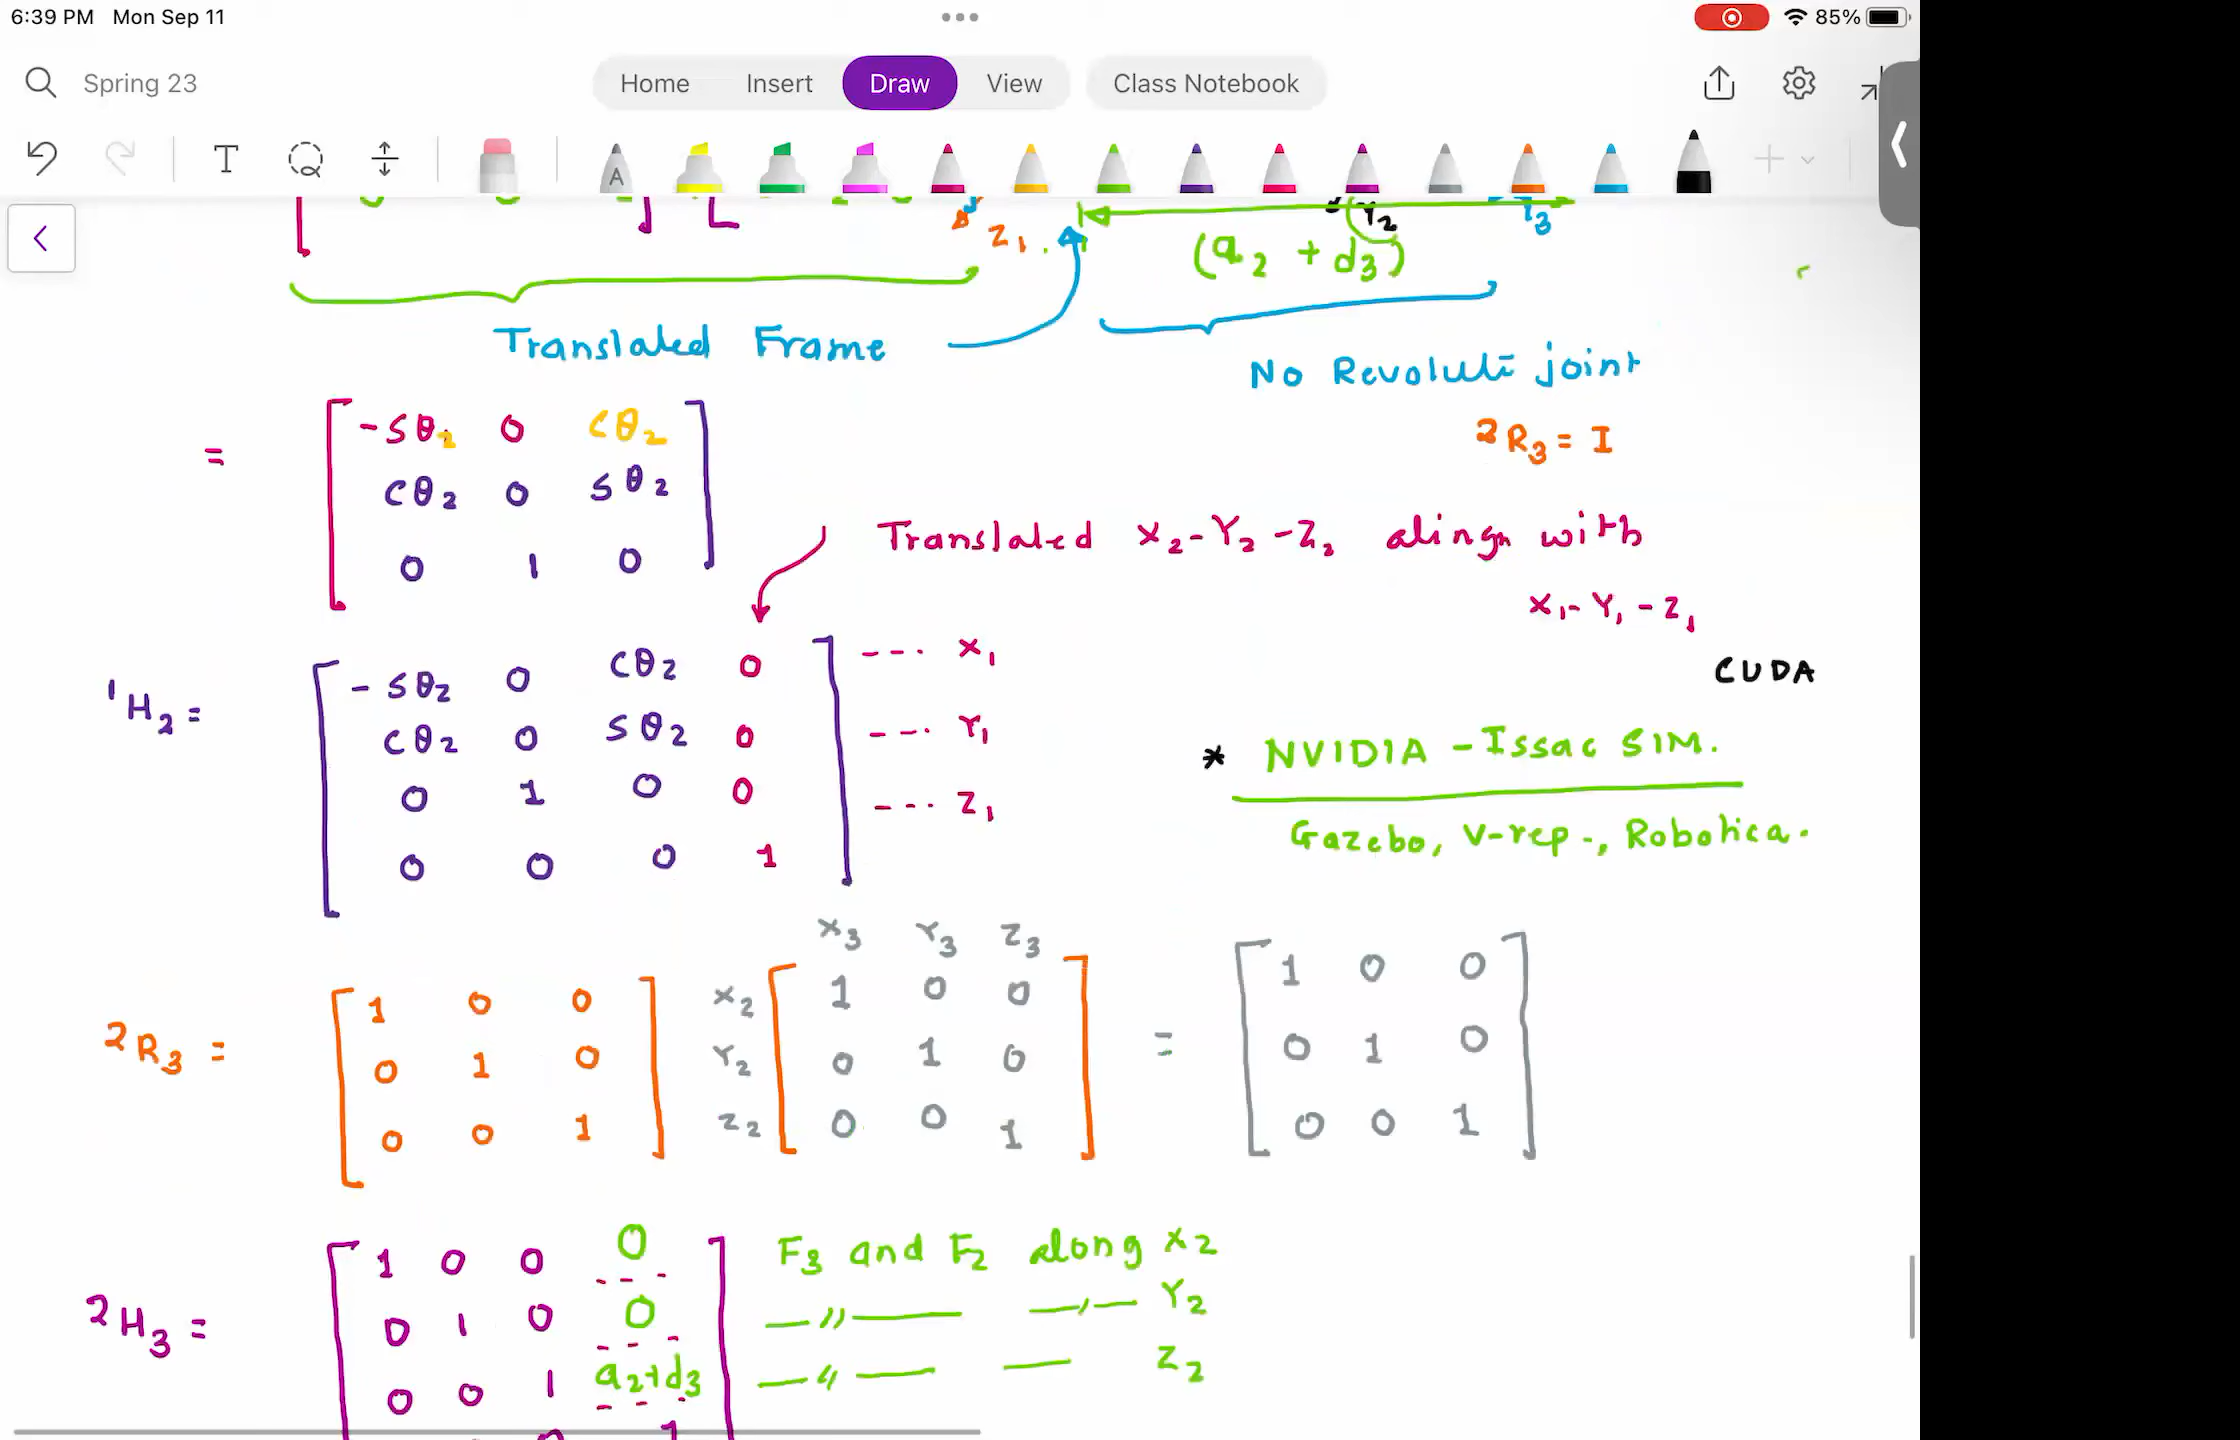 6:39 PM Mon Sep 11
85%
Spring 23
Home Insert Draw View Class Notebook
T
A
Z1
Y2
3
(a2 + d3)
Translated Frame
No Revolute joint
2R3 = I
= [ -Sθ2 0 Cθ2
Cθ2 0 Sθ2
0 1 0 ]
Translated X2-Y2-Z2 alingn with
X1-Y1-Z1
CUDA
1H2 = [ -Sθ2 0 Cθ2 0 ] --- X1
Cθ2 0 Sθ2 0 --- Y1
0 1 0 0 --- Z1
0 0 0 1
* NVIDIA - Issac SIM.
Gazebo, V-rep-, Robotica.
2R3 = [ 1 0 0
0 1 0
0 0 1 ]
X3 Y3 Z3
X2 [ 1 0 0
Y2 0 1 0
Z2 0 0 1 ]
= [ 1 0 0
0 1 0
0 0 1 ]
2H3 = [ 1 0 0 0 ] F3 and F2 along X2
0 1 0 0 —〃— —,— Y2
0 0 1 a2+d3 —〃— — Z2